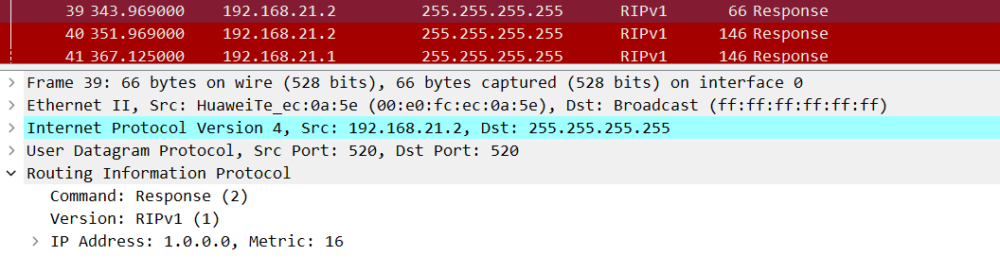 39 343.969000 192.168.21.2 255.255.255.255 RIPv1 66 Response
40 351.969000 192.168.21.2 255.255.255.255 RIPv1 146 Response
41 367.125000 192.168.21.1 255.255.255.255 RIPv1 146 Response
Frame 39: 66 bytes on wire (528 bits), 66 bytes captured (528 bits) on interface 0
Ethernet II, Src: HuaweiTe_ec:0a:5e (00:e0:fc:ec:0a:5e), Dst: Broadcast (ff:ff:ff:ff:ff:ff)
Internet Protocol Version 4, Src: 192.168.21.2, Dst: 255.255.255.255
User Datagram Protocol, Src Port: 520, Dst Port: 520
Routing Information Protocol
Command: Response (2)
Version: RIPv1 (1)
IP Address: 1.0.0.0, Metric: 16